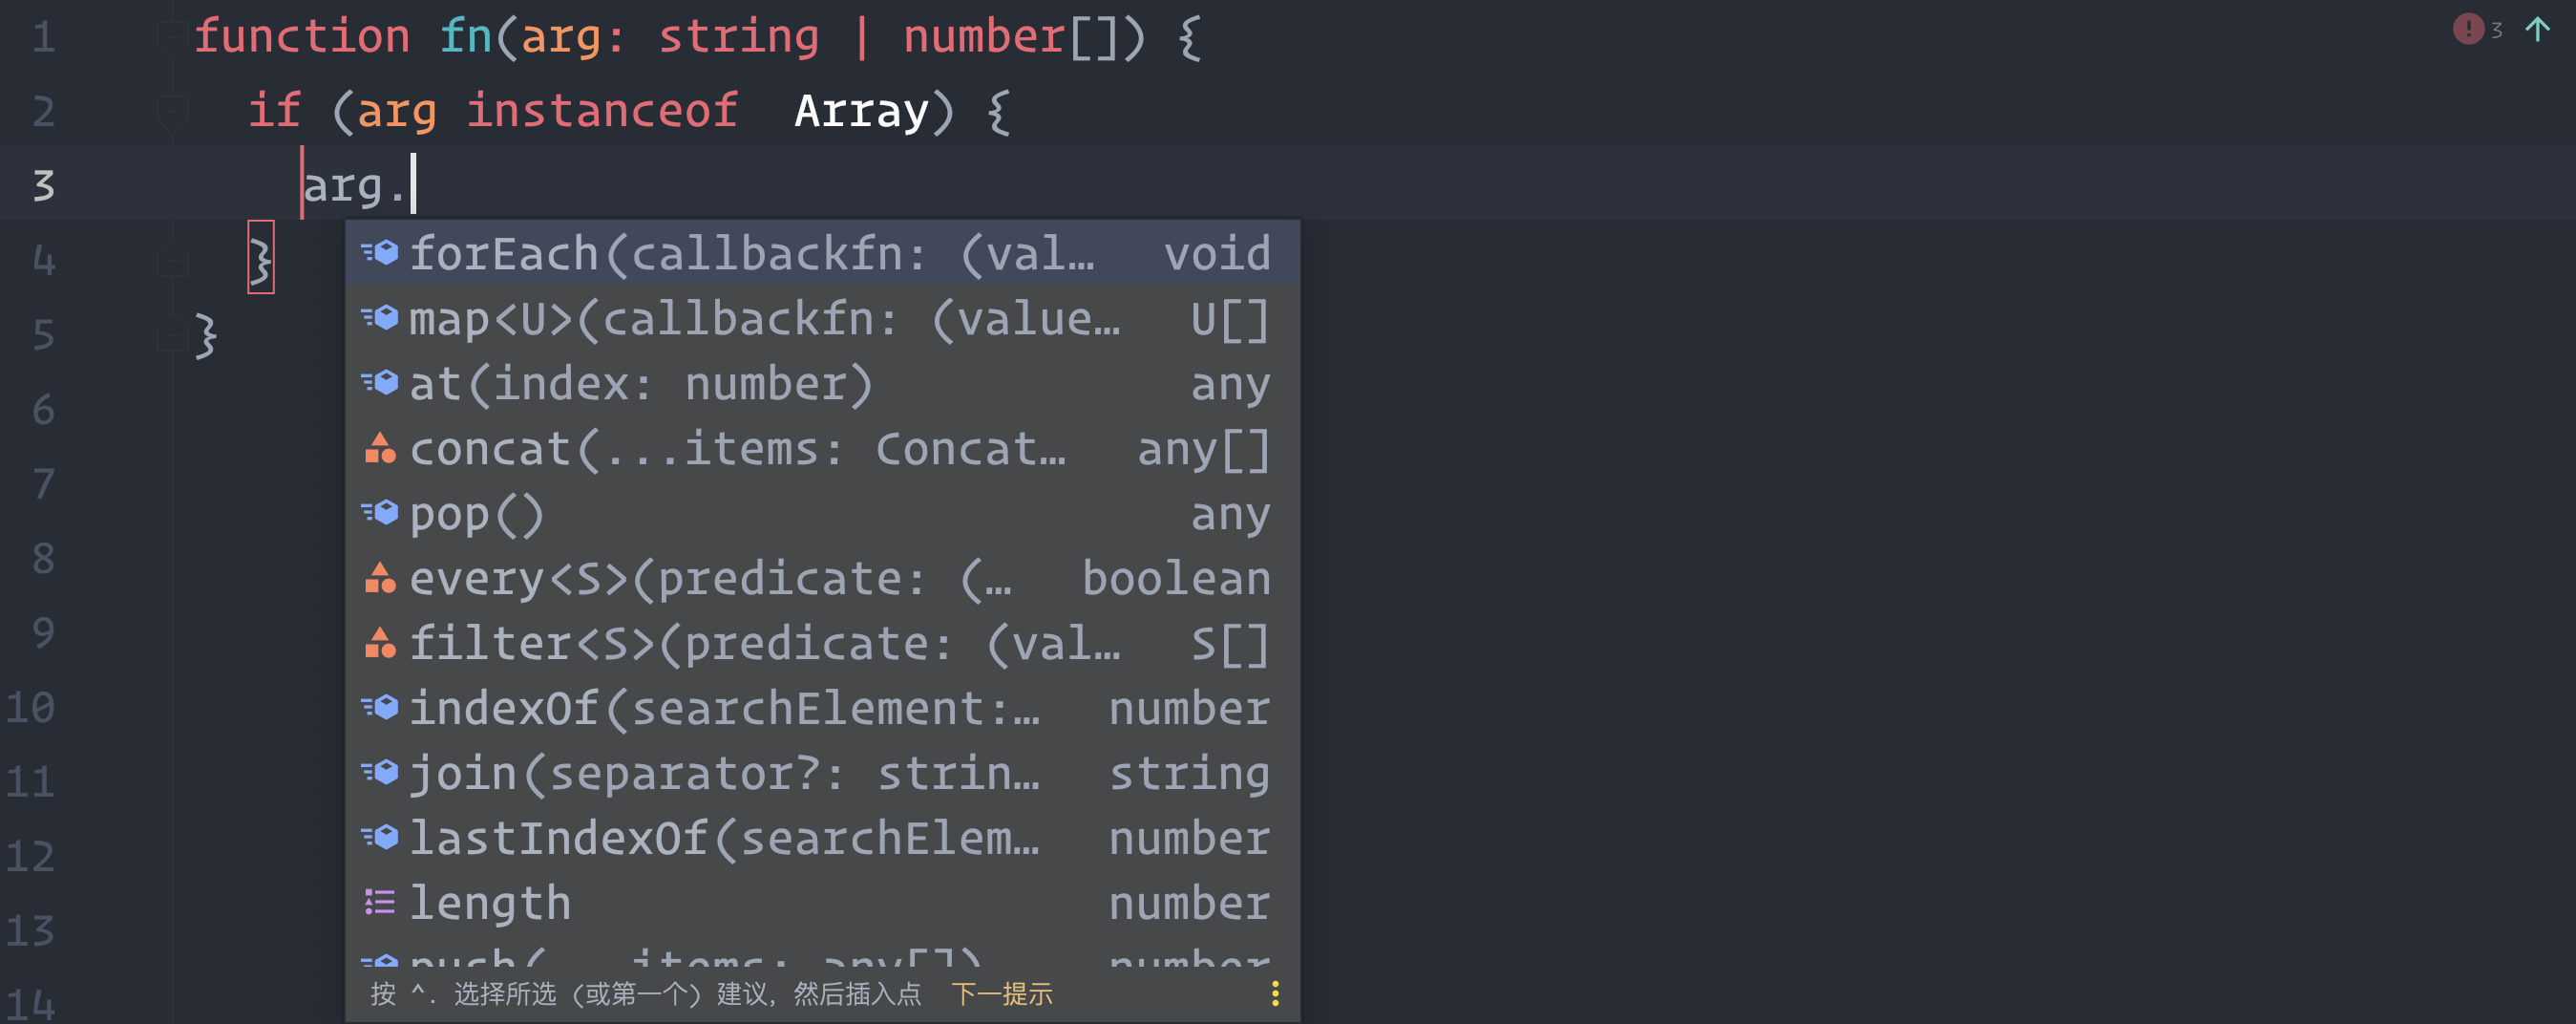 1 function fn(arg: string | number[]) {
2 if (arg instanceof  Array) {
3 arg.
4 }
5 }
6
7
8
9
10
11
12
13
14
3
forEach(callbackfn: (val… void
map<U>(callbackfn: (value… U[]
at(index: number) any
concat(...items: Concat… any[]
pop() any
every<S>(predicate: (… boolean
filter<S>(predicate: (val… S[]
indexOf(searchElement:… number
join(separator?: strin… string
lastIndexOf(searchElem… number
length number
push(...items: any[]) number
按 ^. 选择所选 (或第一个) 建议, 然后插入点 下一提示